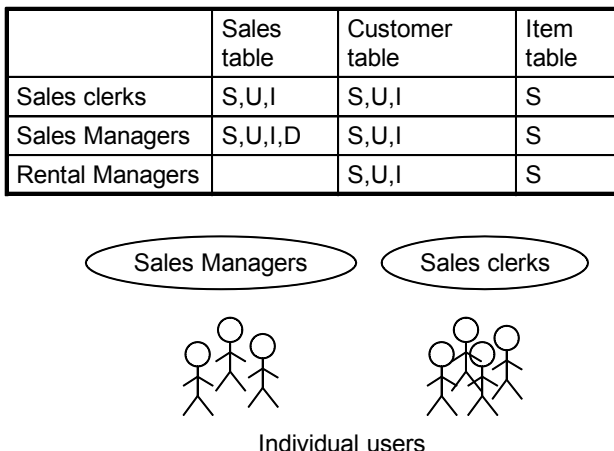 Sales table Customer table Item table
Sales clerks S,U,I S,U,I S
Sales Managers S,U,I,D S,U,I S
Rental Managers S,U,I S
Sales Managers Sales clerks
Individual users